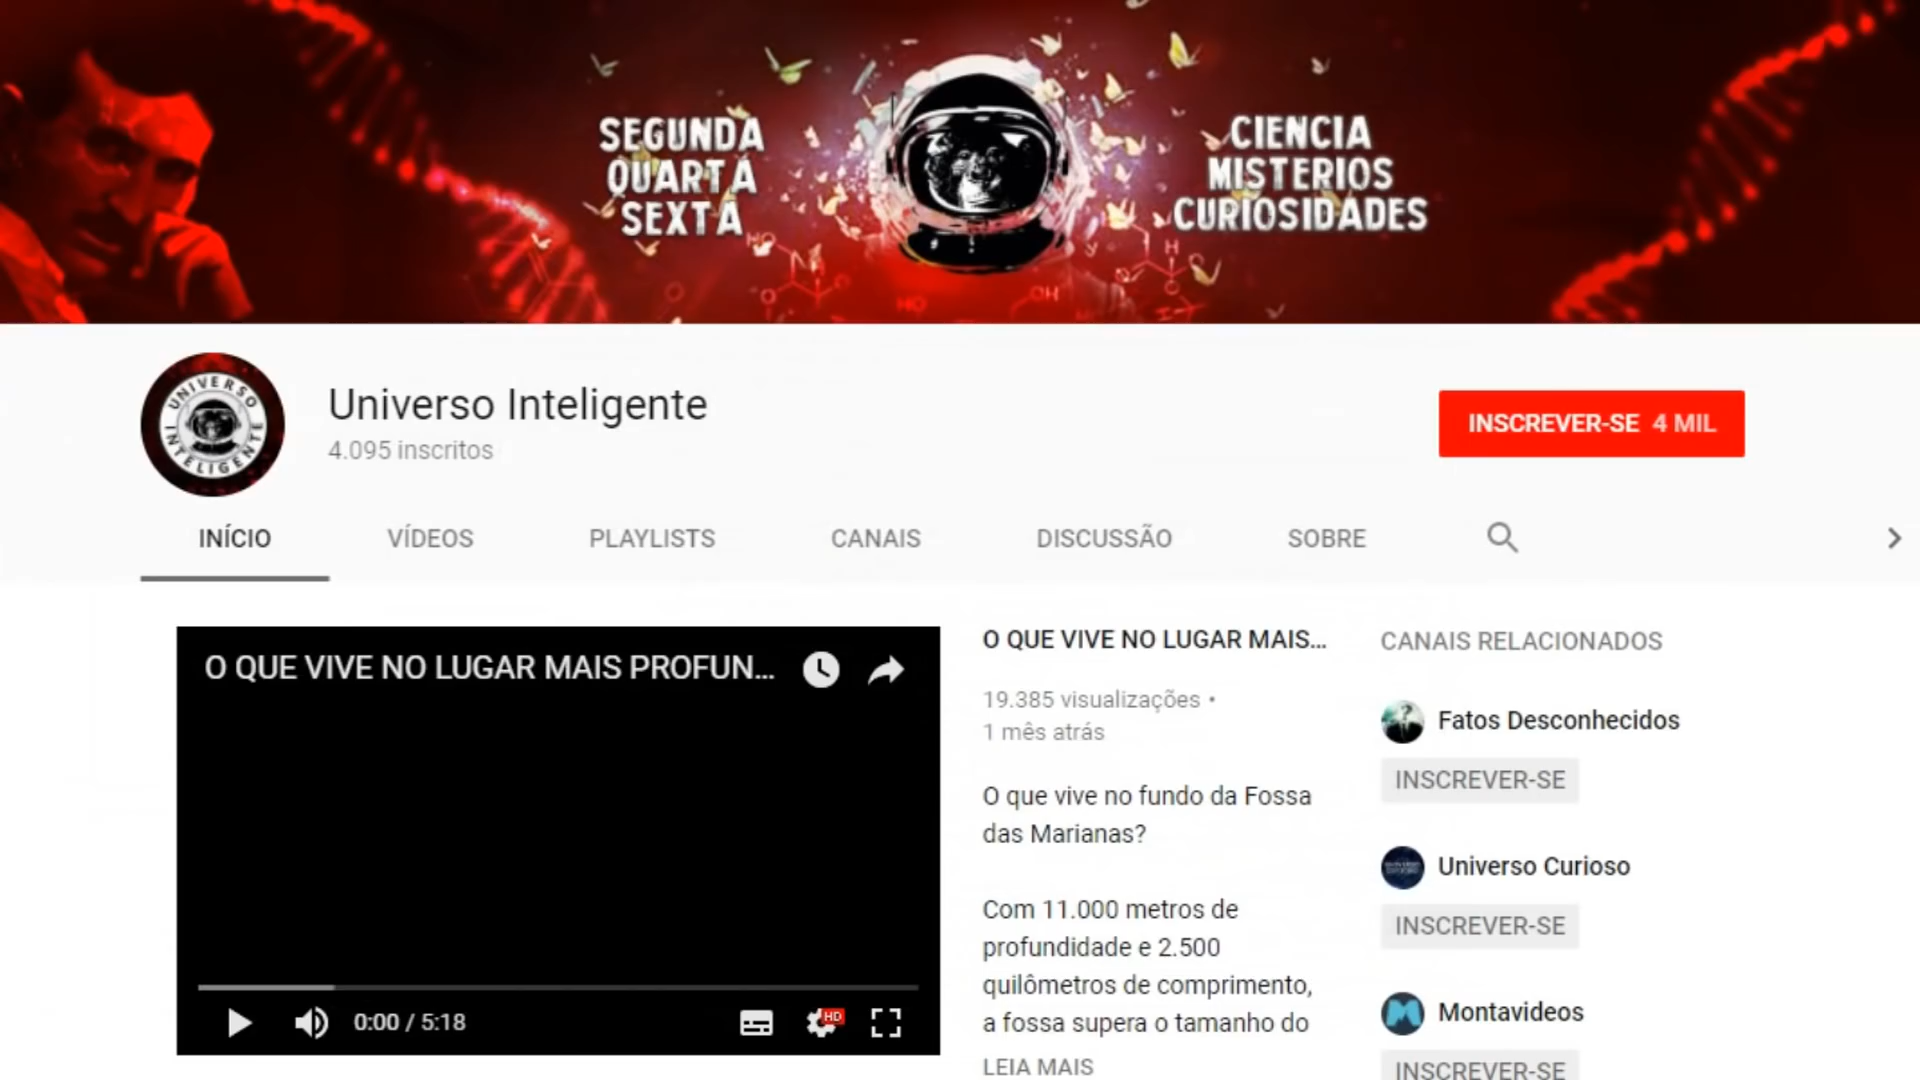 SEGUNDA
QUARTA
SEXTA
CIENCIA
MISTERIOS
CURIOSIDADES
HO
HO
OH
H
UNIVERSO
INTELIGENTE
Universo Inteligente
4.095 inscritos
INSCREVER-SE 4 MIL
INÍCIO VÍDEOS PLAYLISTS CANAIS DISCUSSÃO SOBRE
O QUE VIVE NO LUGAR MAIS PROFUN...
0:00 / 5:18
HD
O QUE VIVE NO LUGAR MAIS...
19.385 visualizações •
1 mês atrás
O que vive no fundo da Fossa
das Marianas?
Com 11.000 metros de
profundidade e 2.500
quilômetros de comprimento,
a fossa supera o tamanho do
LEIA MAIS
CANAIS RELACIONADOS
Fatos Desconhecidos
INSCREVER-SE
Universo Curioso
INSCREVER-SE
Montavideos
INSCREVER-SE